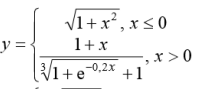 y = { √(1+x²), x ≤ 0
(1+x)/(∛(1+e^(−0,2x)) +1), x > 0